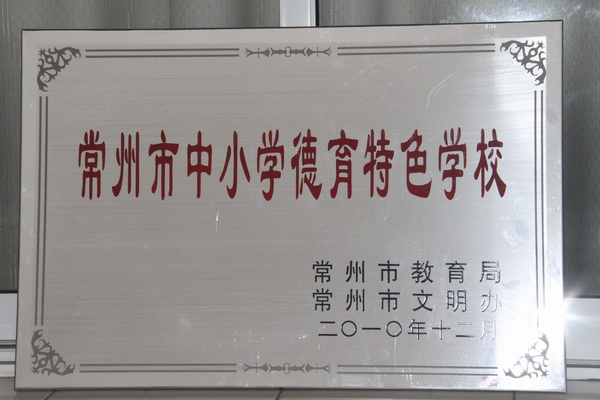 常州市中小学德育特色学校
常州市教育局
常州市文明办
二〇一〇年十二月